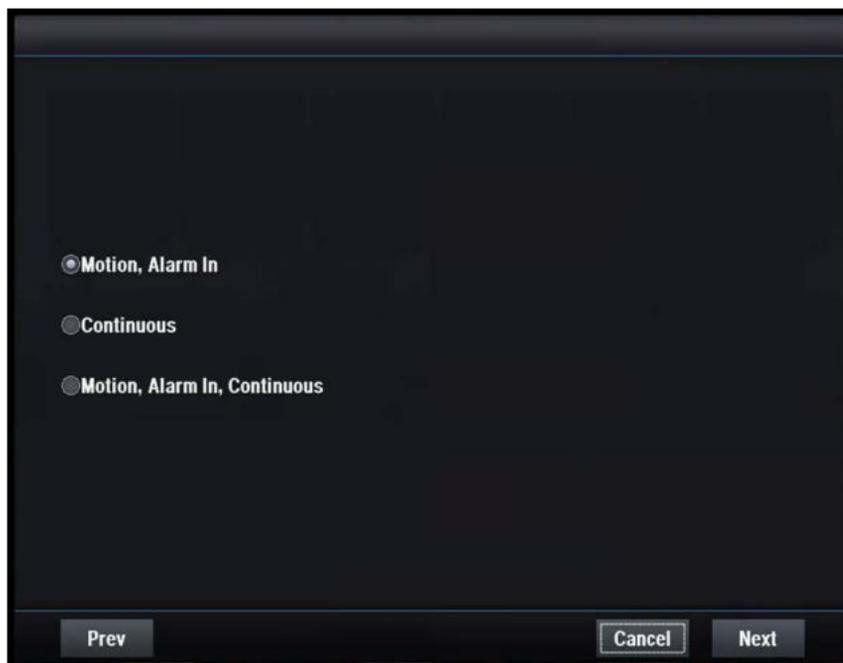 Motion, Alarm In
Continuous
Motion, Alarm In, Continuous
Prev Cancel Next